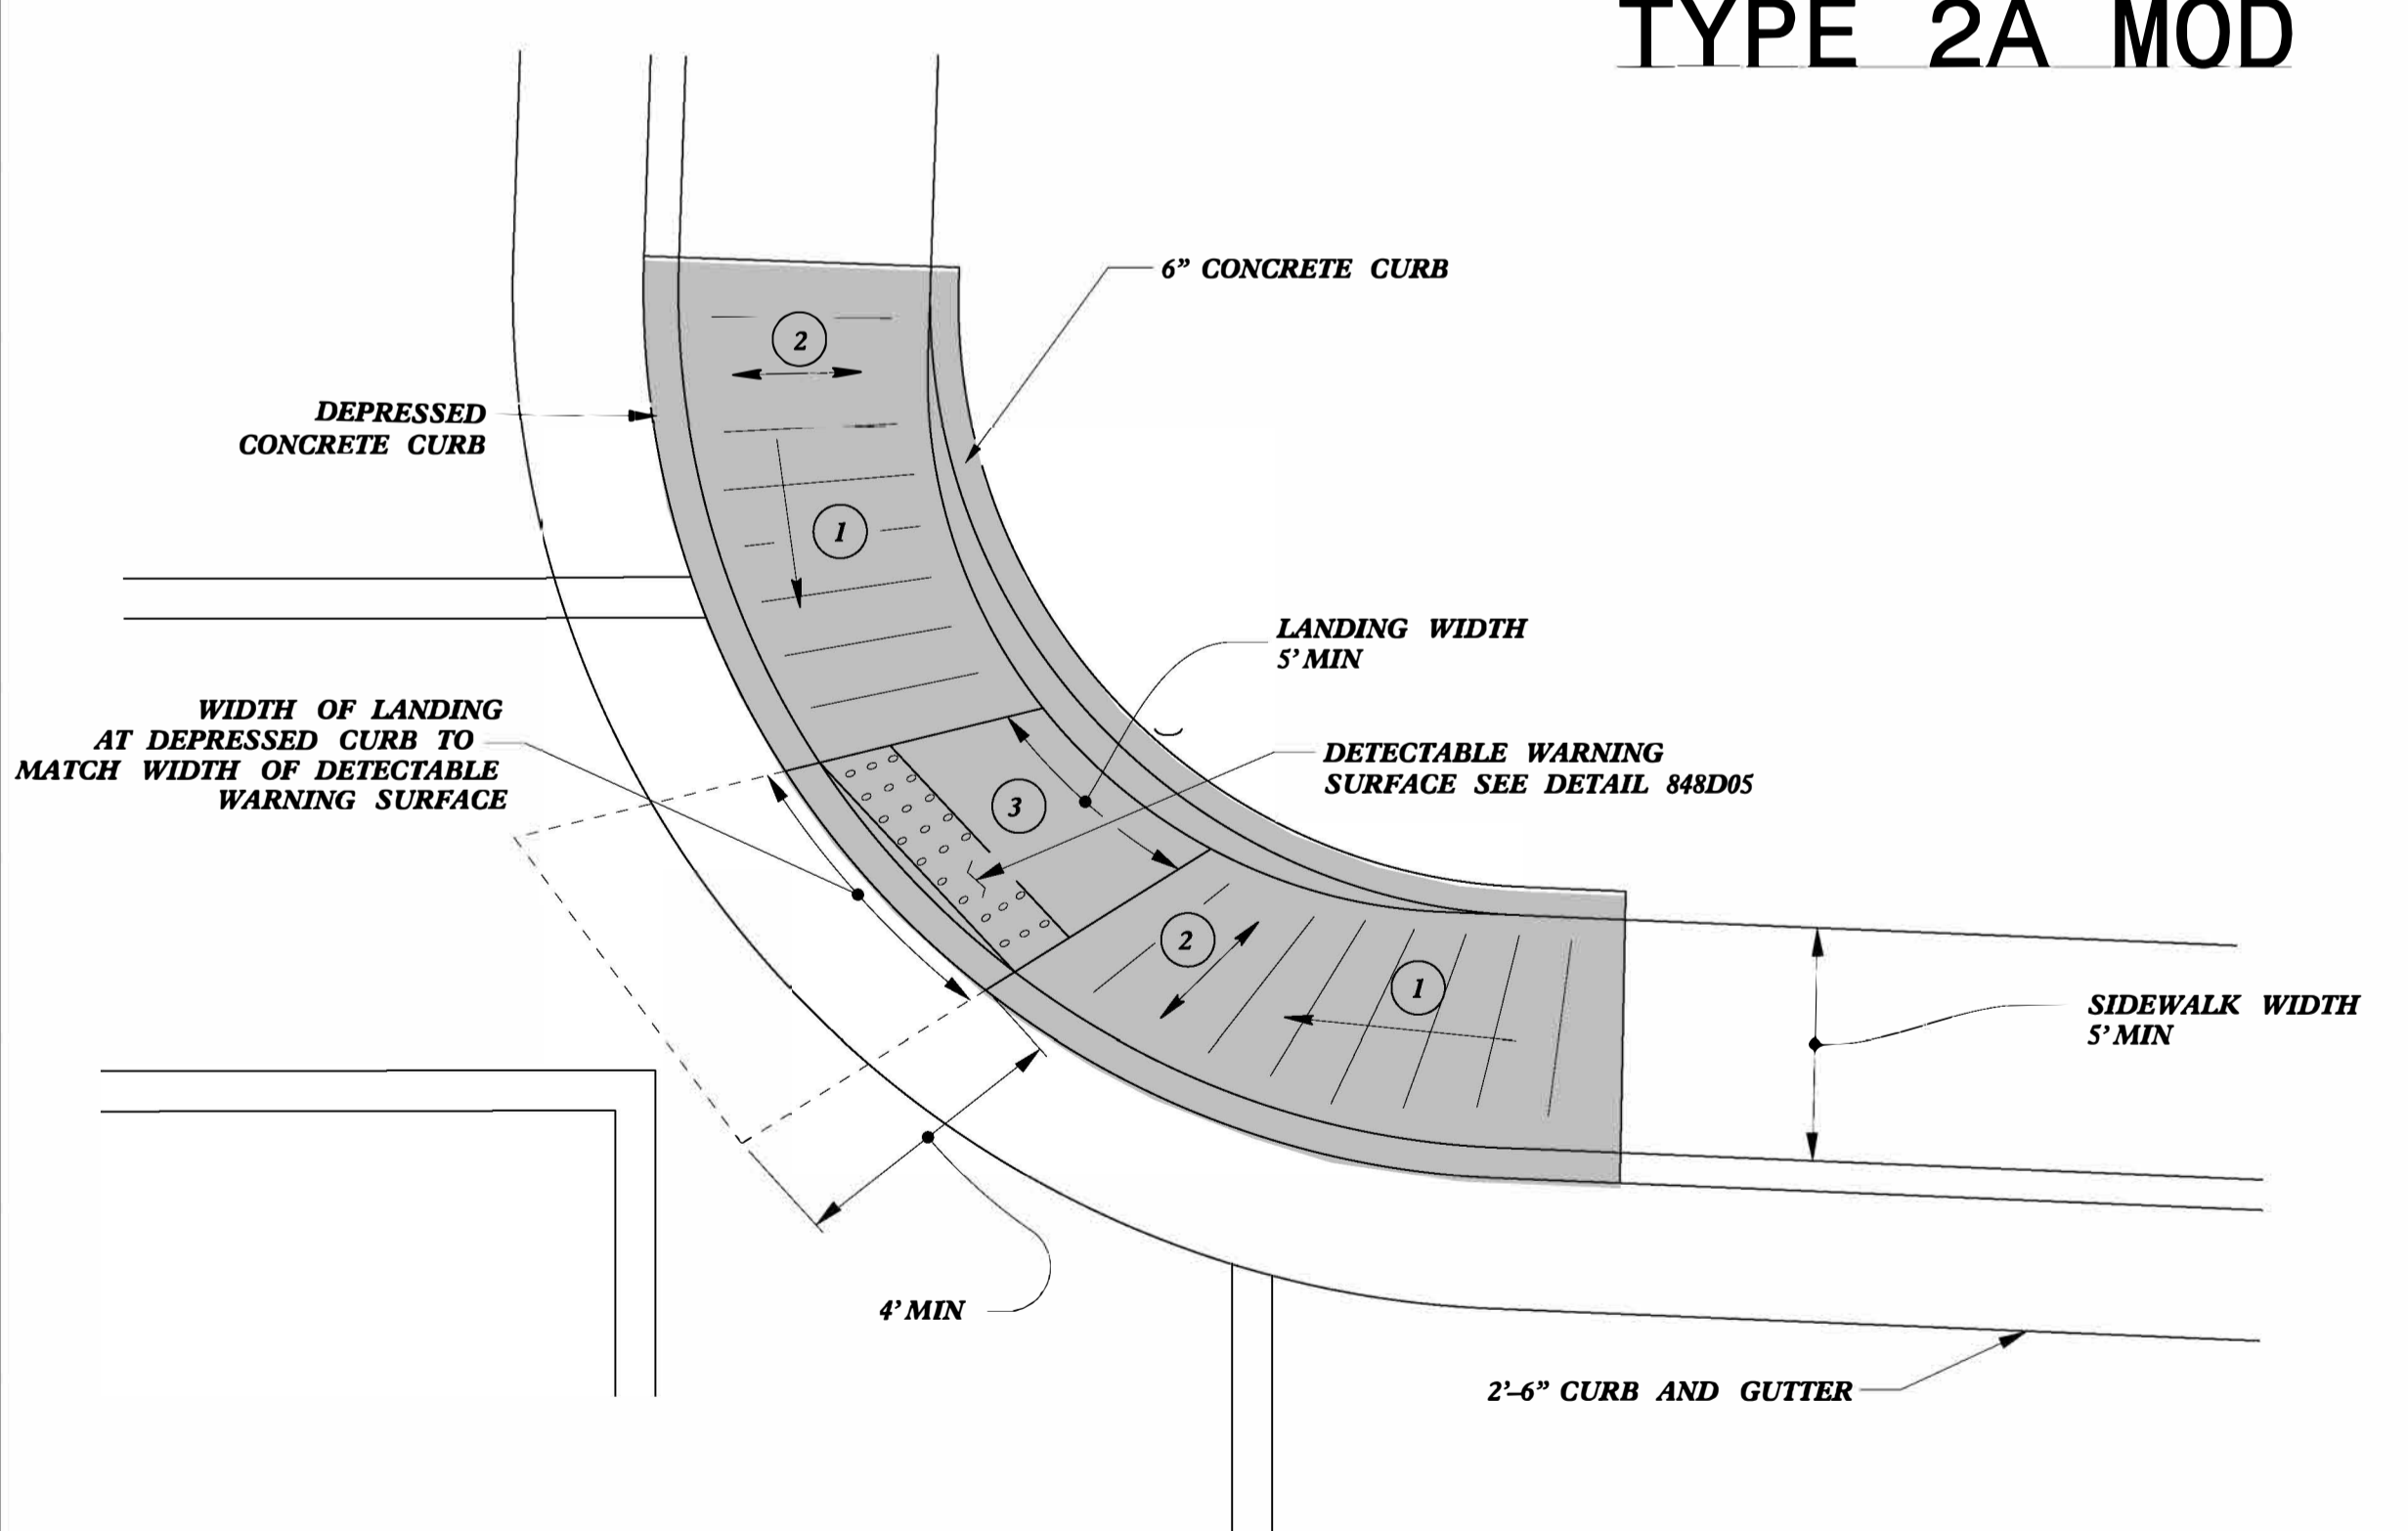 TYPE 2A MOD
6” CONCRETE CURB
2
DEPRESSED
CONCRETE CURB
1
LANDING WIDTH
5’ MIN
WIDTH OF LANDING
AT DEPRESSED CURB TO
MATCH WIDTH OF DETECTABLE
WARNING SURFACE
DETECTABLE WARNING
SURFACE SEE DETAIL 848D05
3
2
1
SIDEWALK WIDTH
5’ MIN
4’ MIN
2’–6” CURB AND GUTTER